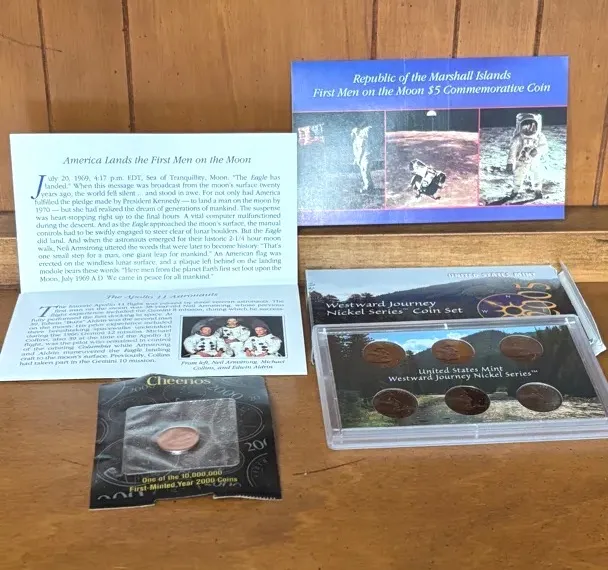 Republic of the Marshall Islands
First Men on the Moon $5 Commemorative Coin
America Lands the First Men on the Moon
July 20, 1969, 4:17 p.m. EDT, Sea of Tranquility, Moon. "The Eagle has
landed." When this message was broadcast from the moon's surface twenty
years ago, the world fell silent ... and stood in awe. For not only had America
fulfilled the pledge made by President Kennedy — to land a man on the moon by
1970 — but she had realized the dream of generations of mankind. The suspense
was heart-stopping right up to the final hours. A vital computer malfunctioned
during the descent. And as the Eagle approached the moon's surface, the manual
controls had to be swiftly engaged to steer clear of lunar boulders. But the Eagle
did land. And when the astronauts emerged for their historic 2-1/4 hour moon
walk, Neil Armstrong uttered the words that were later to become history. "That's
one small step for a man, one giant leap for mankind." An American flag was
erected on the windless lunar surface, and a plaque left behind on the landing
module bears these words: "Here men from the planet Earth first set foot upon the
Moon, July 1969 A.D. We came in peace for all mankind."
The Apollo 11 Astronauts
From left, Neil Armstrong, Michael
Collins, and Edwin Aldrin
UNITED STATES MINT
Westward Journey
Nickel Series™ Coin Set
2005
United States Mint
Westward Journey Nickel Series™
Cheerios
One of the 10,000,000
First-Minted Year 2000 Coins